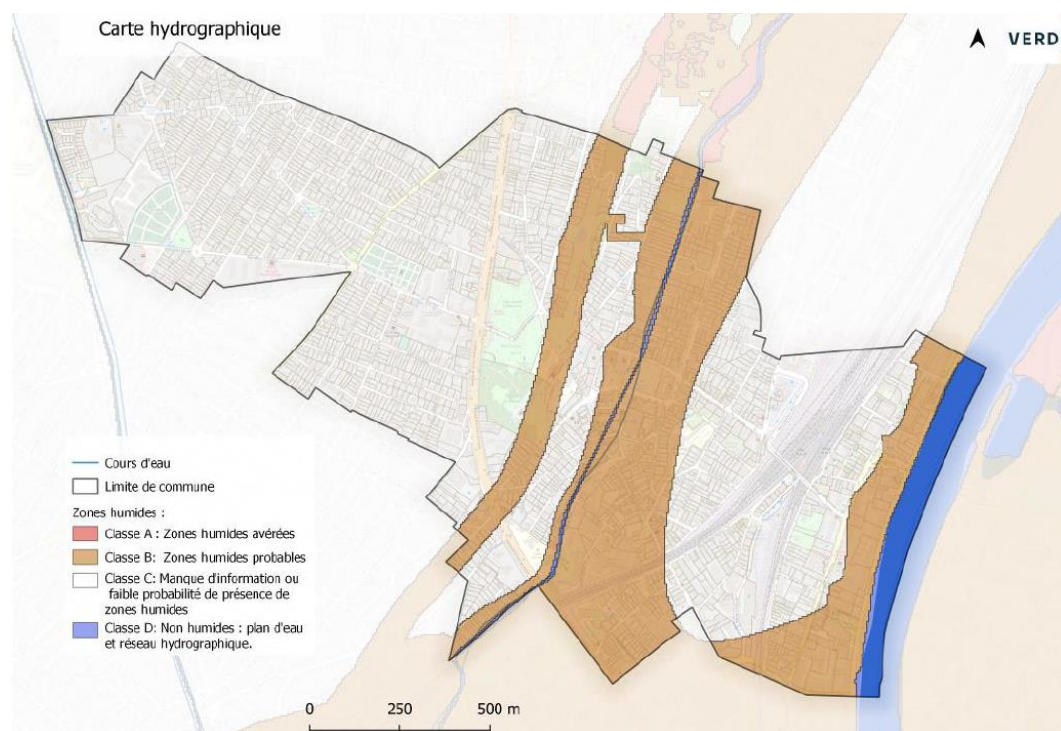 Carte hydrographique
VERD
Cours d'eau
Limite de commune
Zones humides :
Classe A : Zones humides avérées
Classe B: Zones humides probables
Classe C: Manque d'information ou
faible probabilité de présence de
zones humides
Classe D: Non humides : plan d'eau
et réseau hydrographique.
0 250 500 m